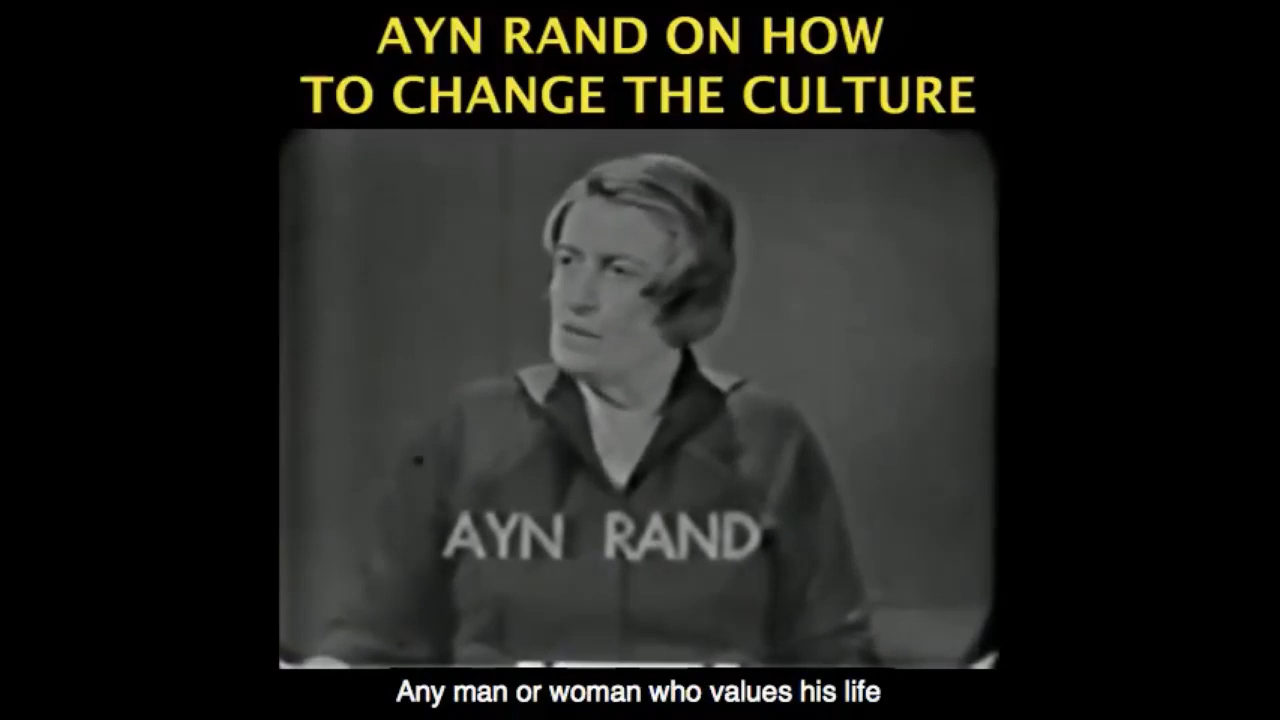 AYN RAND ON HOW
TO CHANGE THE CULTURE
AYN RAND
Any man or woman who values his life